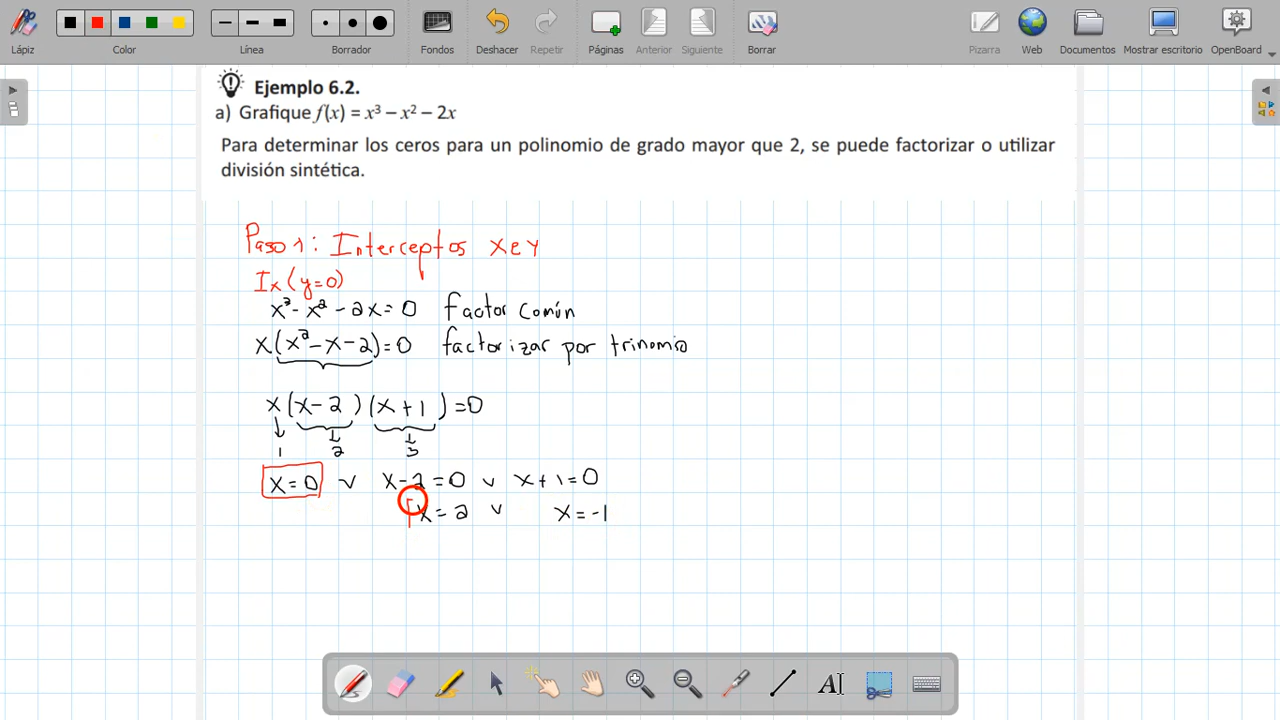 Lápiz Color Línea Borrador Fondos Deshacer Repetir Páginas Anterior Siguiente Borrar Pizarra Web Documentos Mostrar escritorio OpenBoard
Ejemplo 6.2.
a) Grafique f(x) = x³ – x² – 2x
Para determinar los ceros para un polinomio de grado mayor que 2, se puede factorizar o utilizar
división sintética.
Paso 1: Interceptos x e y
Ix (y=0)
x³ - x² - 2x = 0 factor común
x(x² - x - 2) = 0 factorizar por trinomio
x(x - 2)(x + 1) = 0
1 2 3
x = 0 v x - 2 = 0 v x + 1 = 0
x = 2 v x = -1
AI